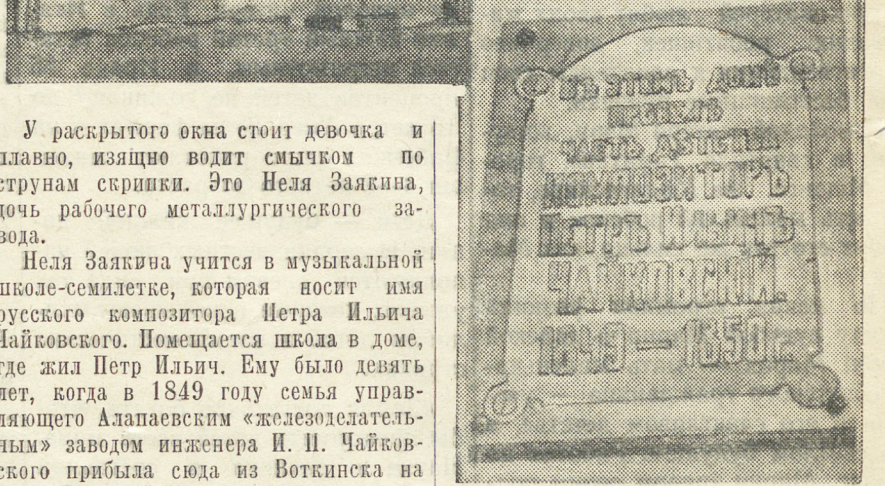 У раскрытого окна стоит девочка и
плавно, изящно водит смычком по
струнам скрипки. Это Неля Заякина,
дочь рабочего металлургического за-
вода.
Неля Заякина учится в музыкальной
школе-семилетке, которая носит имя
русского композитора Петра Ильича
Чайковского. Помещается школа в доме,
где жил Петр Ильич. Ему было девять
лет, когда в 1849 году семья управ-
ляющего Алапаевским «железоделатель-
ным» заводом инженера И. П. Чайков-
ского прибыла сюда из Воткинска на
ВЪ ЭТИМЪ ДОМѢ
ПРОВЕЛЪ
ЧАСТЬ ДѢТСТВА
КОМПОЗИТОРЪ
ПЕТРЪ ИЛЬИЧЪ
ЧАЙКОВСКІЙ.
1849 — 1850 г.